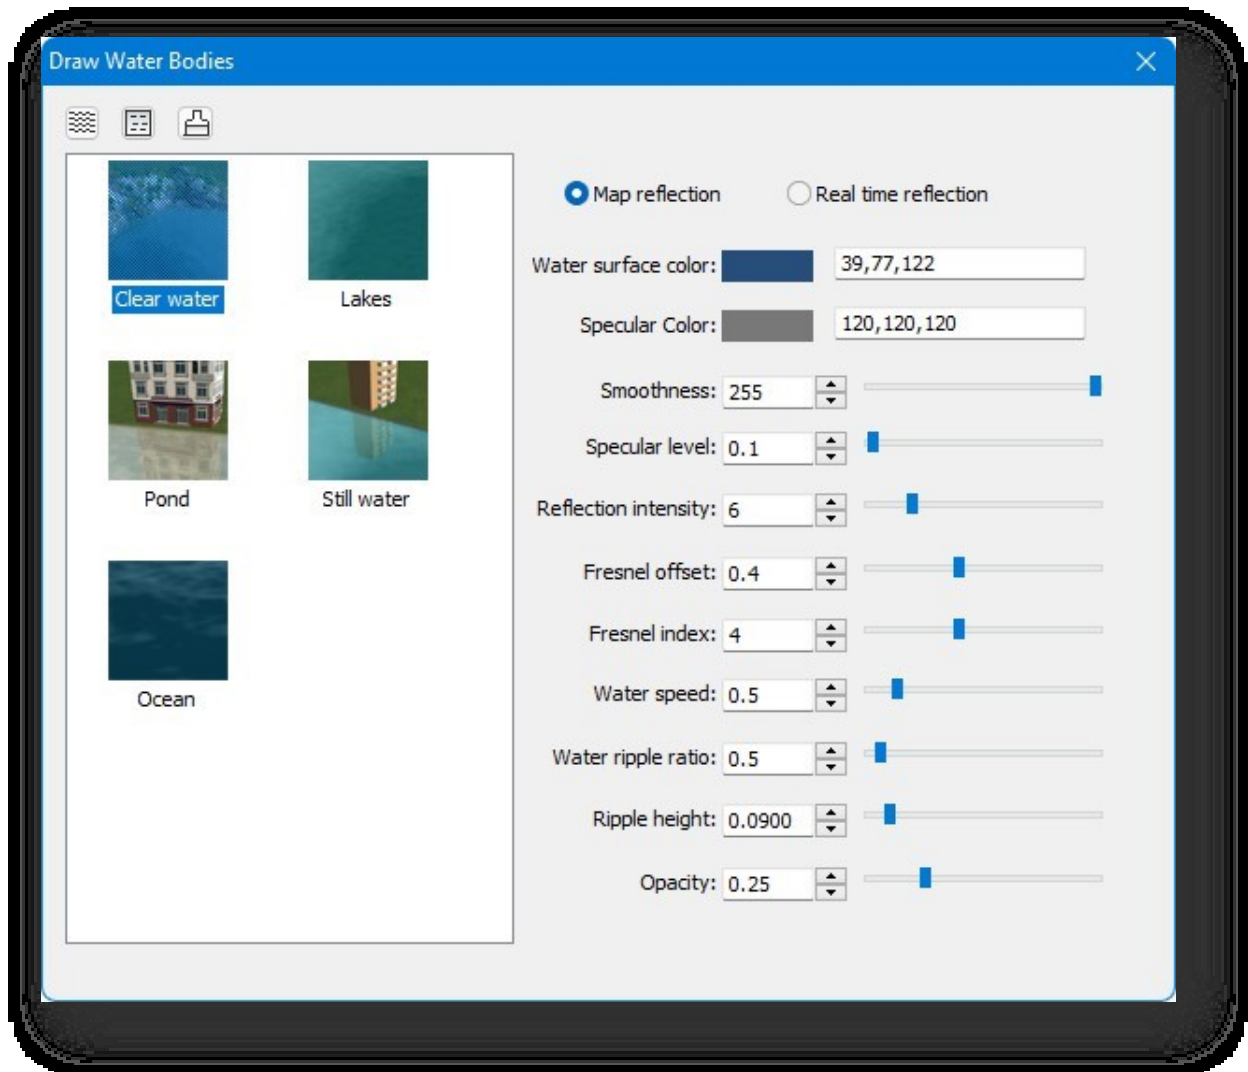 Draw Water Bodies
Clear water
Lakes
Pond
Still water
Ocean
Map reflection
Real time reflection
Water surface color: 39,77,122
Specular Color: 120,120,120
Smoothness: 255
Specular level: 0.1
Reflection intensity: 6
Fresnel offset: 0.4
Fresnel index: 4
Water speed: 0.5
Water ripple ratio: 0.5
Ripple height: 0.0900
Opacity: 0.25